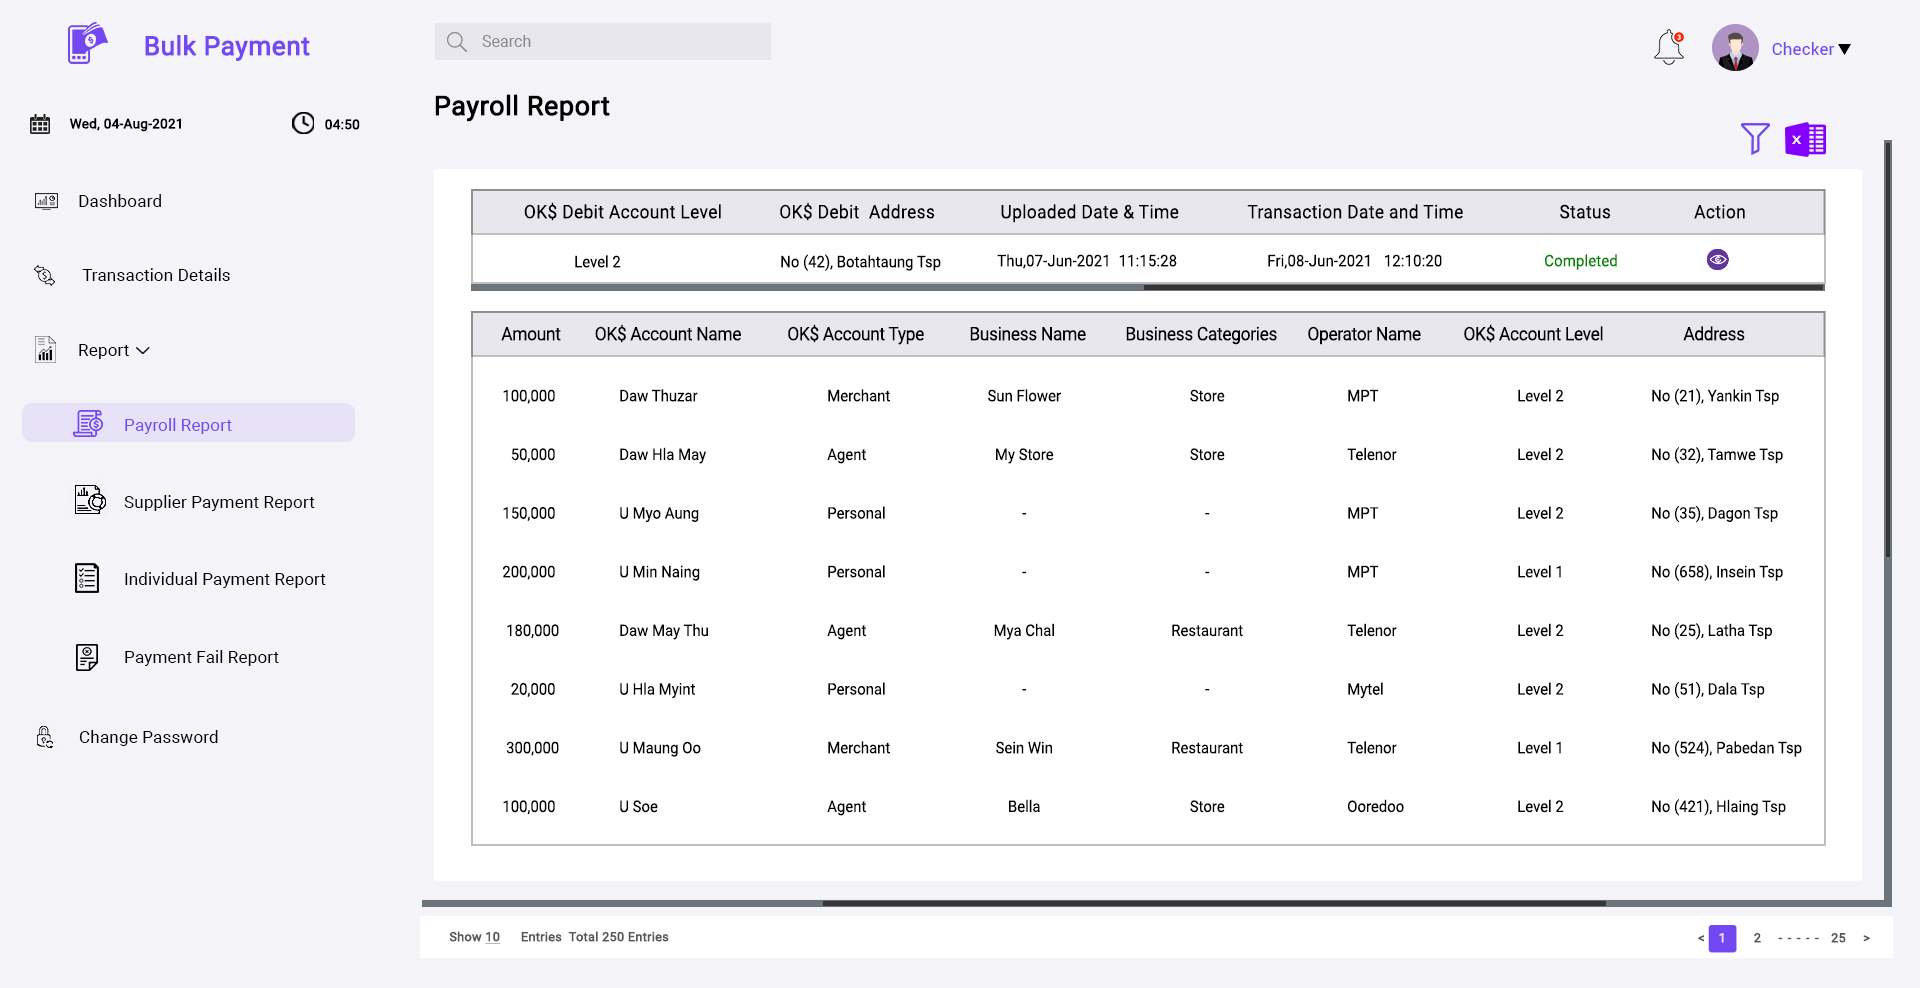 Bulk Payment
Search
3
Checker
Payroll Report
Wed, 04-Aug-2021 04:50
X
Dashboard
Transaction Details
Report
Payroll Report
Supplier Payment Report
Individual Payment Report
Payment Fail Report
Change Password
OK$ Debit Account Level OK$ Debit Address Uploaded Date & Time Transaction Date and Time Status Action
Level 2 No (42), Botahtaung Tsp Thu,07-Jun-2021 11:15:28 Fri,08-Jun-2021 12:10:20 Completed
Amount OK$ Account Name OK$ Account Type Business Name Business Categories Operator Name OK$ Account Level Address
100,000 Daw Thuzar Merchant Sun Flower Store MPT Level 2 No (21), Yankin Tsp
50,000 Daw Hla May Agent My Store Store Telenor Level 2 No (32), Tamwe Tsp
150,000 U Myo Aung Personal - - MPT Level 2 No (35), Dagon Tsp
200,000 U Min Naing Personal - - MPT Level 1 No (658), Insein Tsp
180,000 Daw May Thu Agent Mya Chal Restaurant Telenor Level 2 No (25), Latha Tsp
20,000 U Hla Myint Personal - - Mytel Level 2 No (51), Dala Tsp
300,000 U Maung Oo Merchant Sein Win Restaurant Telenor Level 1 No (524), Pabedan Tsp
100,000 U Soe Agent Bella Store Ooredoo Level 2 No (421), Hlaing Tsp
Show 10 Entries Total 250 Entries
< 1 2 - - - - - 25 >